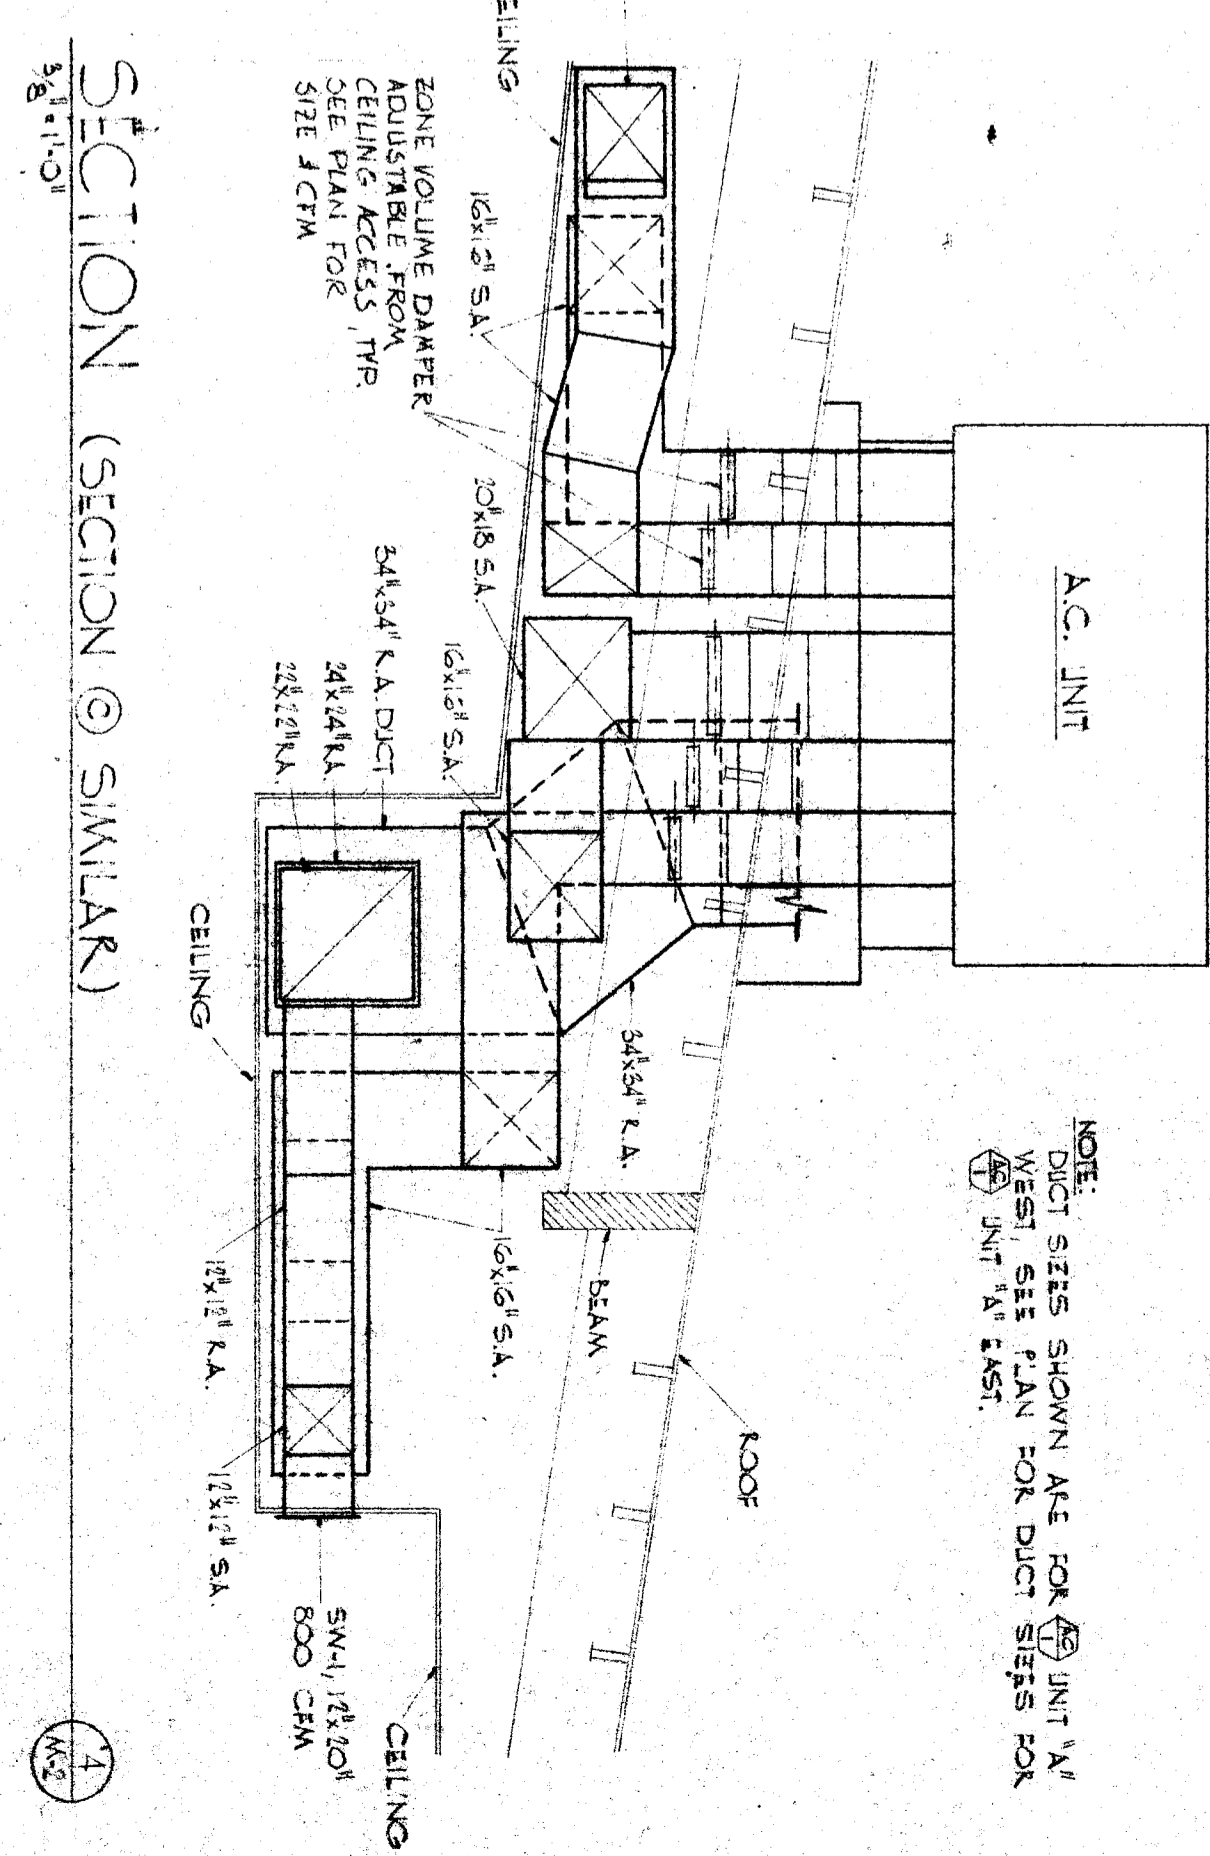 A.C. UNIT
NOTE:
DUCT SIZES SHOWN ARE FOR AC 1 UNIT "A"
WEST, SEE PLAN FOR DUCT SIZES FOR
AC 1 UNIT "A" EAST.
ROOF
BEAM
34"x34" R.A.
CEILING
16"x16" S.A.
20"x18 S.A.
16"x16" S.A.
34"x34" R.A. DUCT
24"x24" R.A.
22"x22" R.A.
ZONE VOLUME DAMPER
ADJUSTABLE FROM
CEILING ACCESS, TYP.
SEE PLAN FOR
SIZE & CFM
16"x16" S.A.
12"x12" R.A.
12"x12" S.A.
SW-1, 12"x20"
800 CFM
CEILING
CEILING
SECTION (SECTION © SIMILAR)
3/8"=1'-0"
4
M-2